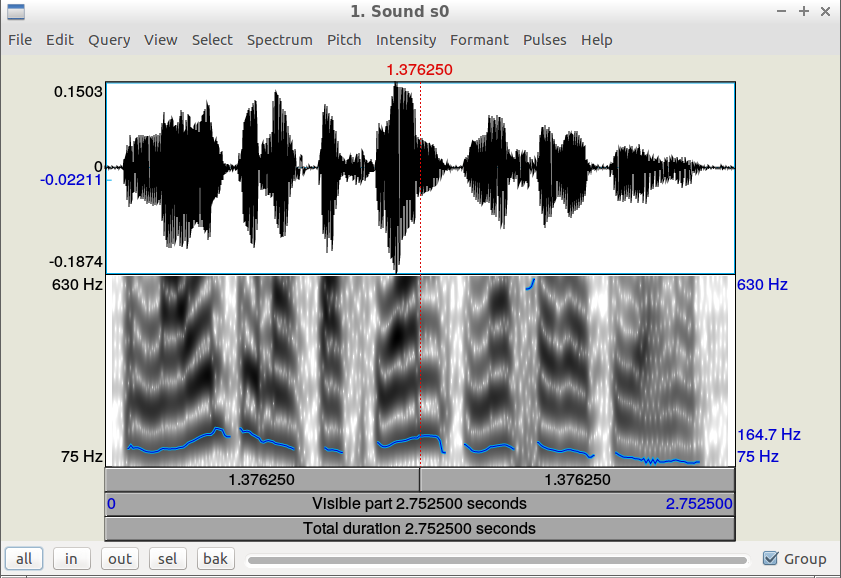 1. Sound s0
File Edit Query View Select Spectrum Pitch Intensity Formant Pulses Help
1.376250
0.1503
0
-0.02211
-0.1874
630 Hz 630 Hz
164.7 Hz
75 Hz 75 Hz
1.376250 1.376250
0 Visible part 2.752500 seconds 2.752500
Total duration 2.752500 seconds
all in out sel bak Group